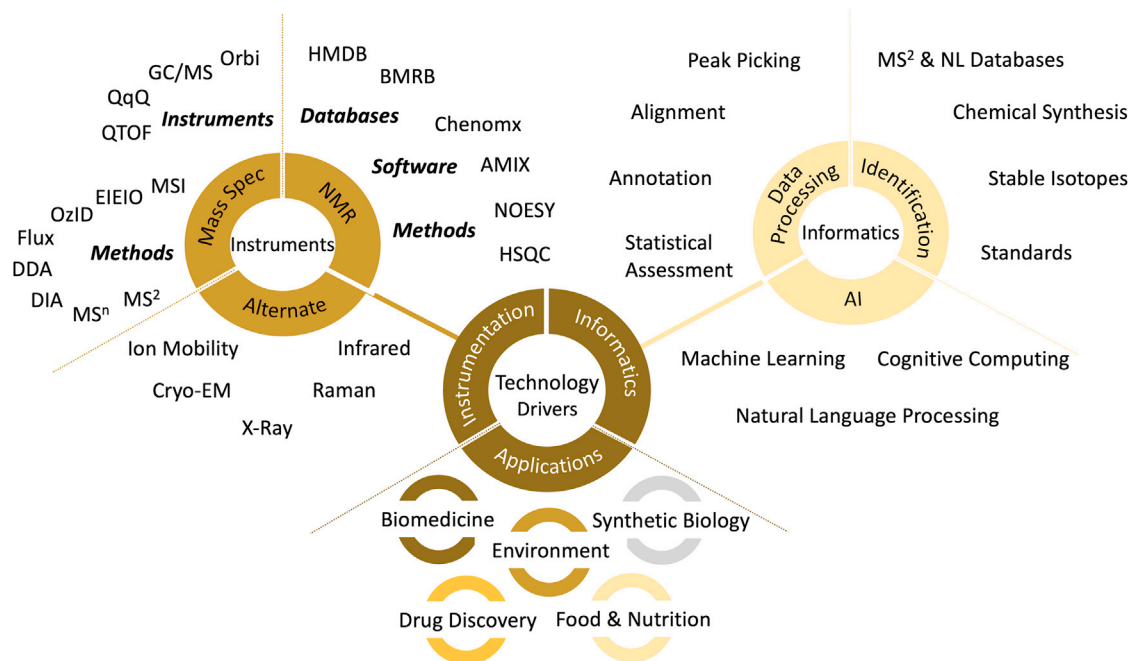 Orbi
GC/MS
QqQ
QTOF
Instruments
HMDB
BMRB
Databases
Chenomx
Software
AMIX
NOESY
Methods
HSQC
MSI
EIEIO
OzID
Flux
Methods
DDA
DIA
MSⁿ
MS²
Mass Spec
NMR
Instruments
Alternate
Ion Mobility
Infrared
Cryo-EM
Raman
X-Ray
Peak Picking
Alignment
Annotation
Statistical
Assessment
MS² & NL Databases
Chemical Synthesis
Stable Isotopes
Standards
Data
Processing
Identification
Informatics
AI
Machine Learning
Cognitive Computing
Natural Language Processing
Instrumentation
Informatics
Technology
Drivers
Applications
Biomedicine
Synthetic Biology
Environment
Drug Discovery
Food & Nutrition